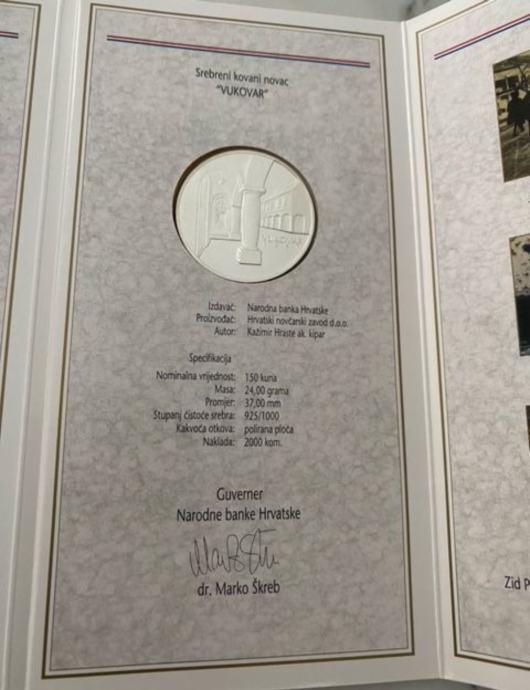 Srebreni kovani novac
"VUKOVAR"
VUKOVAR
Izdavač: Narodna banka Hrvatske
Proizvođač: Hrvatski novčarski zavod d.o.o.
Autor: Kažimir Hraste ak. kipar
Specifikacija
Nominalna vrijednost: 150 kuna
Masa: 24,00 grama
Promjer: 37,00 mm
Stupanj čistoće srebra: 925/1000
Kakvoća otkova: polirana ploča
Naklada: 2000 kom.
Guverner
Narodne banke Hrvatske
dr. Marko Škreb
Zid